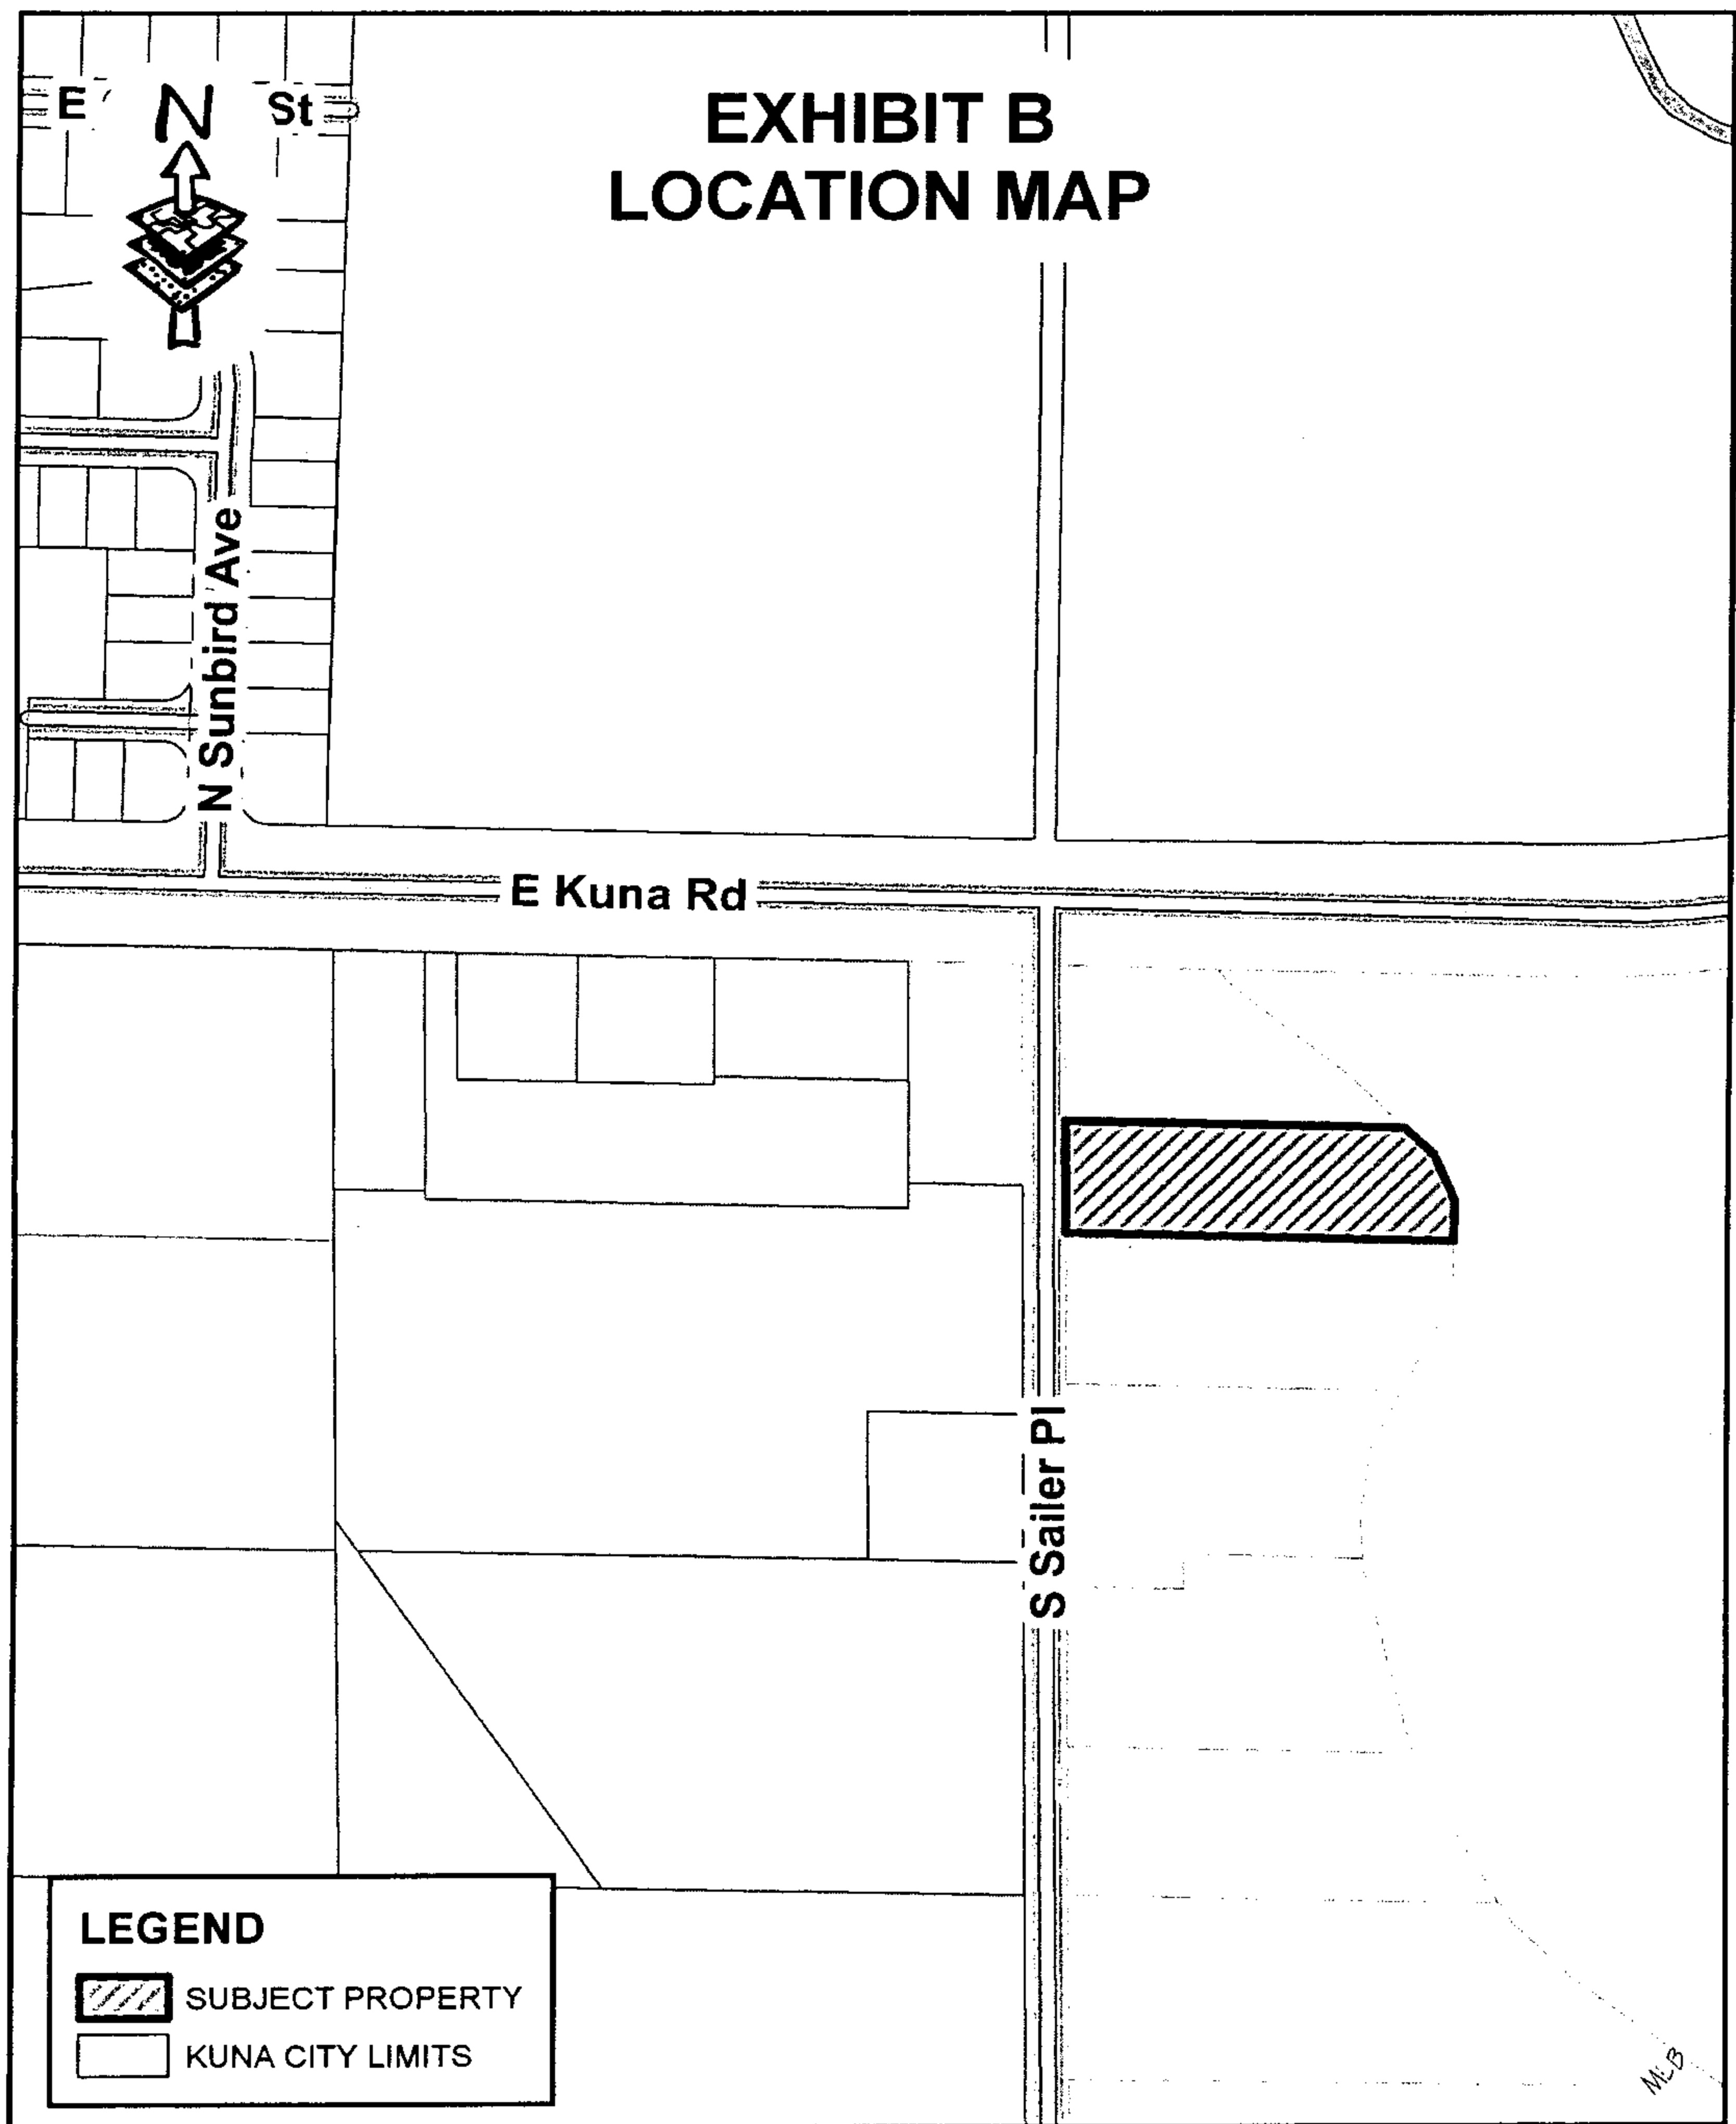 EXHIBIT B
LOCATION MAP
E St
N
N Sunbird Ave
E Kuna Rd
S Sailer Pl
LEGEND
SUBJECT PROPERTY
KUNA CITY LIMITS